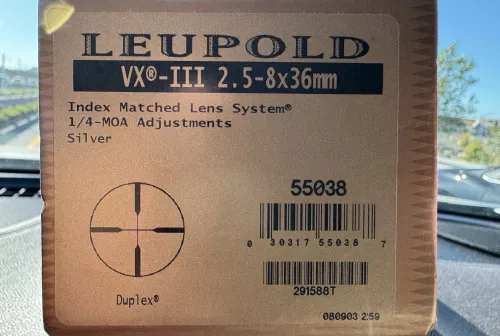 LEUPOLD
VX®-III 2.5-8x36mm
Index Matched Lens System®
1/4-MOA Adjustments
Silver
55038
0 30317 55038 7
Duplex®
291588T
080903 2:59